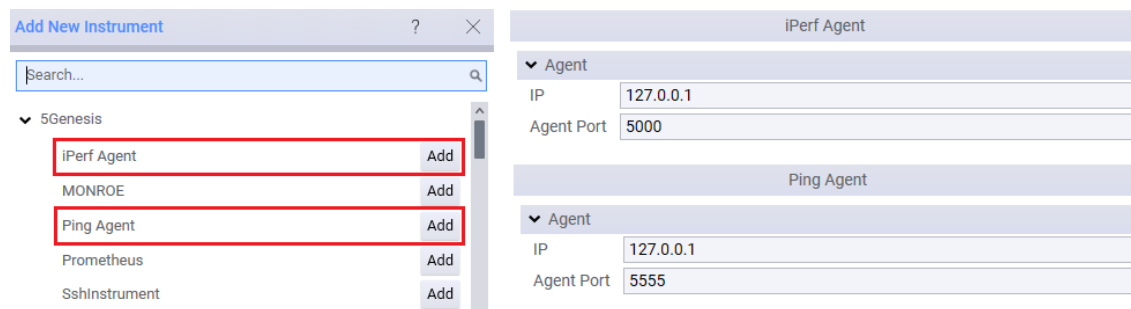 Add New Instrument ?
Search...
5Genesis
iPerf Agent Add
MONROE Add
Ping Agent Add
Prometheus Add
SshInstrument Add
iPerf Agent
Agent
IP 127.0.0.1
Agent Port 5000
Ping Agent
Agent
IP 127.0.0.1
Agent Port 5555